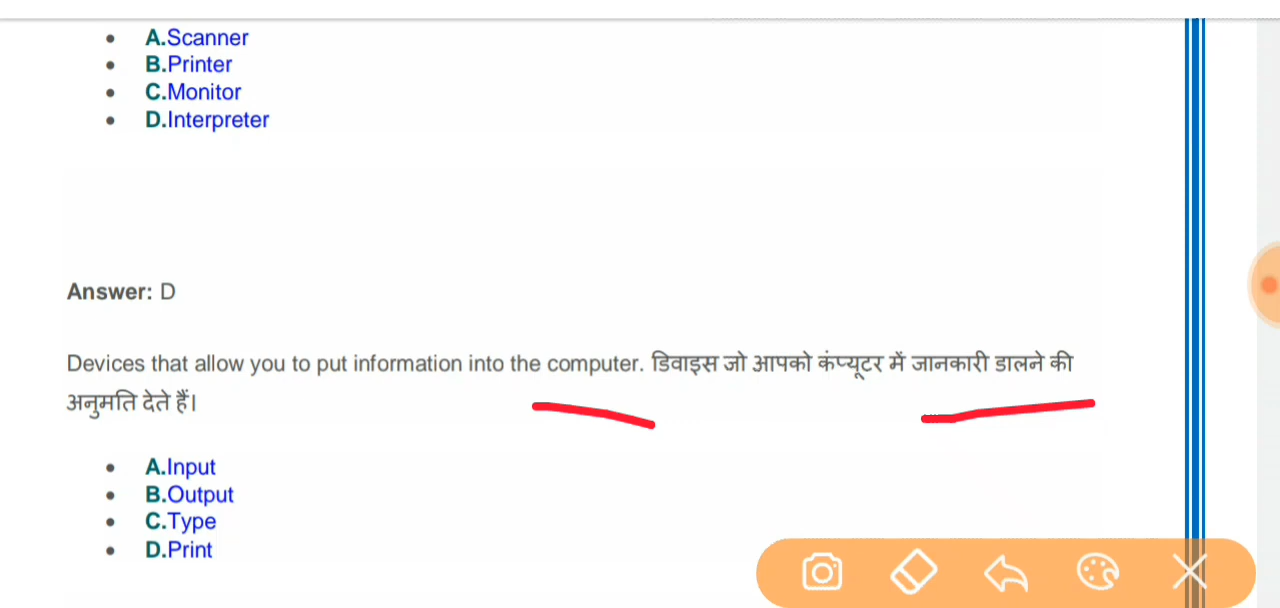 A.Scanner
B.Printer
C.Monitor
D.Interpreter
Answer: D
Devices that allow you to put information into the computer. डिवाइस जो आपको कंप्यूटर में जानकारी डालने की
अनुमति देते हैं।
A.Input
B.Output
C.Type
D.Print